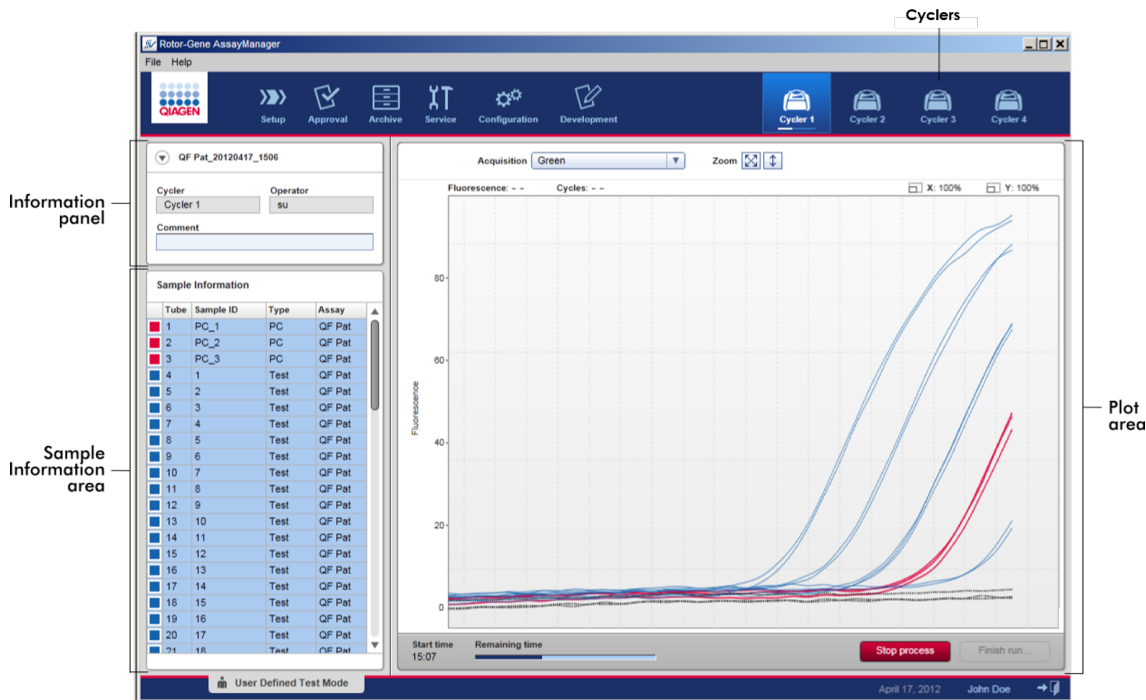 Cyclers
Rotor-Gene AssayManager
File Help
QIAGEN
Setup Approval Archive Service Configuration Development Cycler 1 Cycler 2 Cycler 3 Cycler 4
Information
panel
QF Pat_20120417_1506
Cycler Operator
Cycler 1 su
Comment
Sample
Information
area
Sample Information
Tube Sample ID Type Assay
1 PC_1 PC QF Pat
2 PC_2 PC QF Pat
3 PC_3 PC QF Pat
4 1 Test QF Pat
5 2 Test QF Pat
6 3 Test QF Pat
7 4 Test QF Pat
8 5 Test QF Pat
9 6 Test QF Pat
10 7 Test QF Pat
11 8 Test QF Pat
12 9 Test QF Pat
13 10 Test QF Pat
14 11 Test QF Pat
15 12 Test QF Pat
16 13 Test QF Pat
17 14 Test QF Pat
18 15 Test QF Pat
19 16 Test QF Pat
20 17 Test QF Pat
21 18 Test QF Pat
User Defined Test Mode
Acquisition Green Zoom
Fluorescence: - - Cycles: - - X: 100% Y: 100%
80
60
40
20
0
Fluorescence
Plot
area
Start time Remaining time
15:07
Stop process Finish run...
April 17, 2012 John Doe